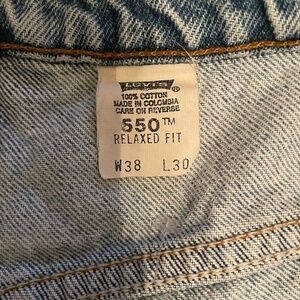 LEVI'S ®
100% COTTON
MADE IN COLOMBIA
CARE ON REVERSE
550™
RELAXED FIT
W38 L30